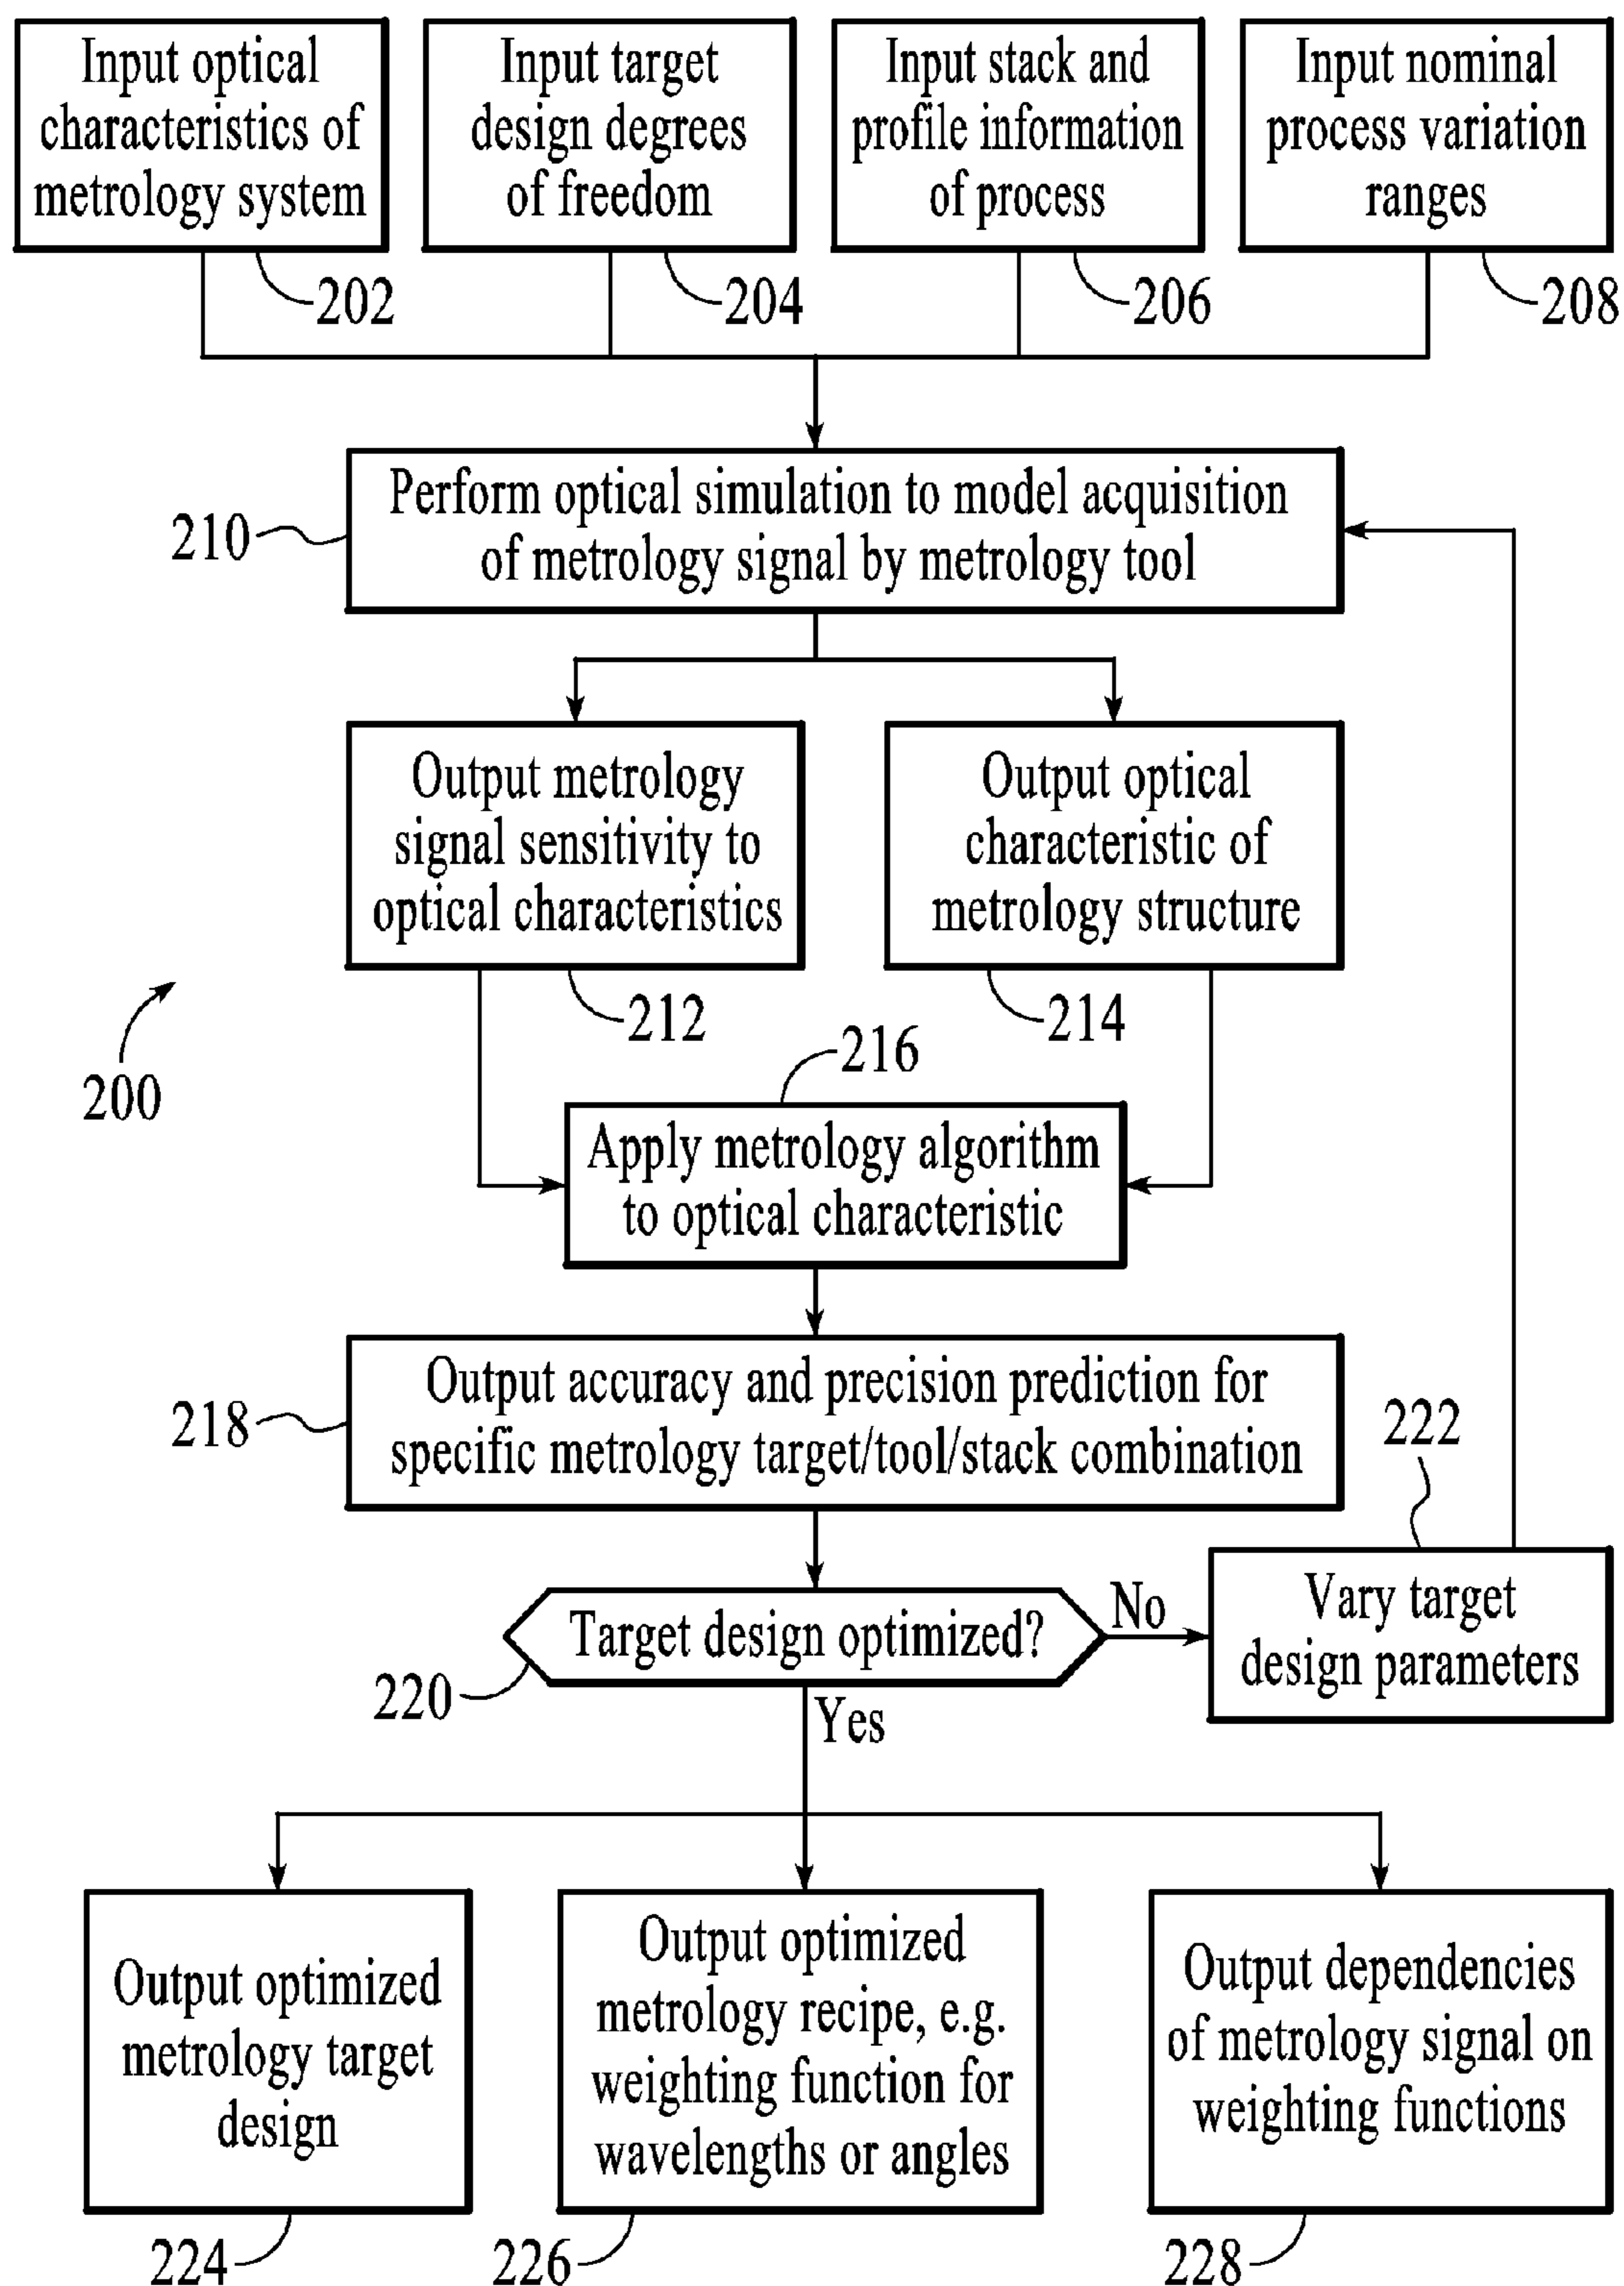 Input optical
characteristics of
metrology system
202
Input target
design degrees
of freedom
204
Input stack and
profile information
of process
206
Input nominal
process variation
ranges
208
Perform optical simulation to model acquisition
of metrology signal by metrology tool
210
Output metrology
signal sensitivity to
optical characteristics
212
Output optical
characteristic of
metrology structure
214
200
216
Apply metrology algorithm
to optical characteristic
Output accuracy and precision prediction for
specific metrology target/tool/stack combination
218
222
Target design optimized?
220
No
Vary target
design parameters
Yes
Output optimized
metrology target
design
224
Output optimized
metrology recipe, e.g.
weighting function for
wavelengths or angles
226
Output dependencies
of metrology signal on
weighting functions
228